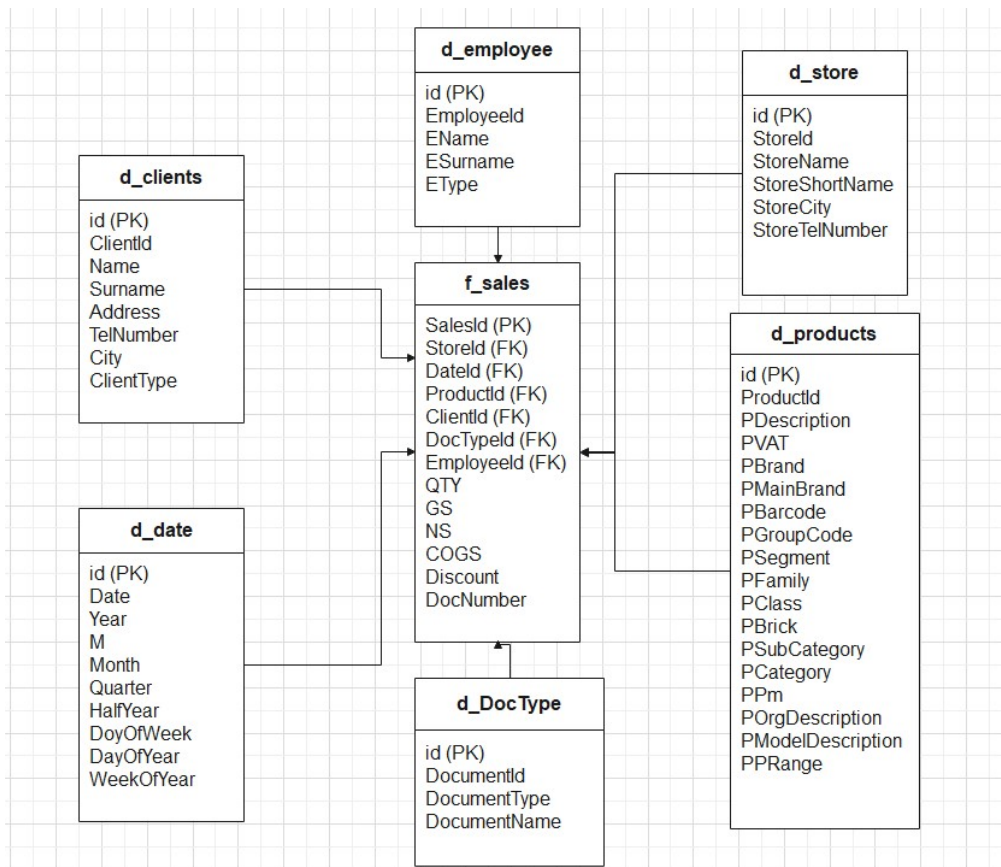 d_employee
id (PK)
EmployeeId
EName
ESurname
EType
d_store
id (PK)
StoreId
StoreName
StoreShortName
StoreCity
StoreTelNumber
d_clients
id (PK)
ClientId
Name
Surname
Address
TelNumber
City
ClientType
f_sales
SalesId (PK)
StoreId (FK)
DateId (FK)
ProductId (FK)
ClientId (FK)
DocTypeId (FK)
EmployeeId (FK)
QTY
GS
NS
COGS
Discount
DocNumber
d_products
id (PK)
ProductId
PDescription
PVAT
PBrand
PMainBrand
PBarcode
PGroupCode
PSegment
PFamily
PClass
PBrick
PSubCategory
PCategory
PPm
POrgDescription
PModelDescription
PPRange
d_date
id (PK)
Date
Year
M
Month
Quarter
HalfYear
DoyOfWeek
DayOfYear
WeekOfYear
d_DocType
id (PK)
DocumentId
DocumentType
DocumentName